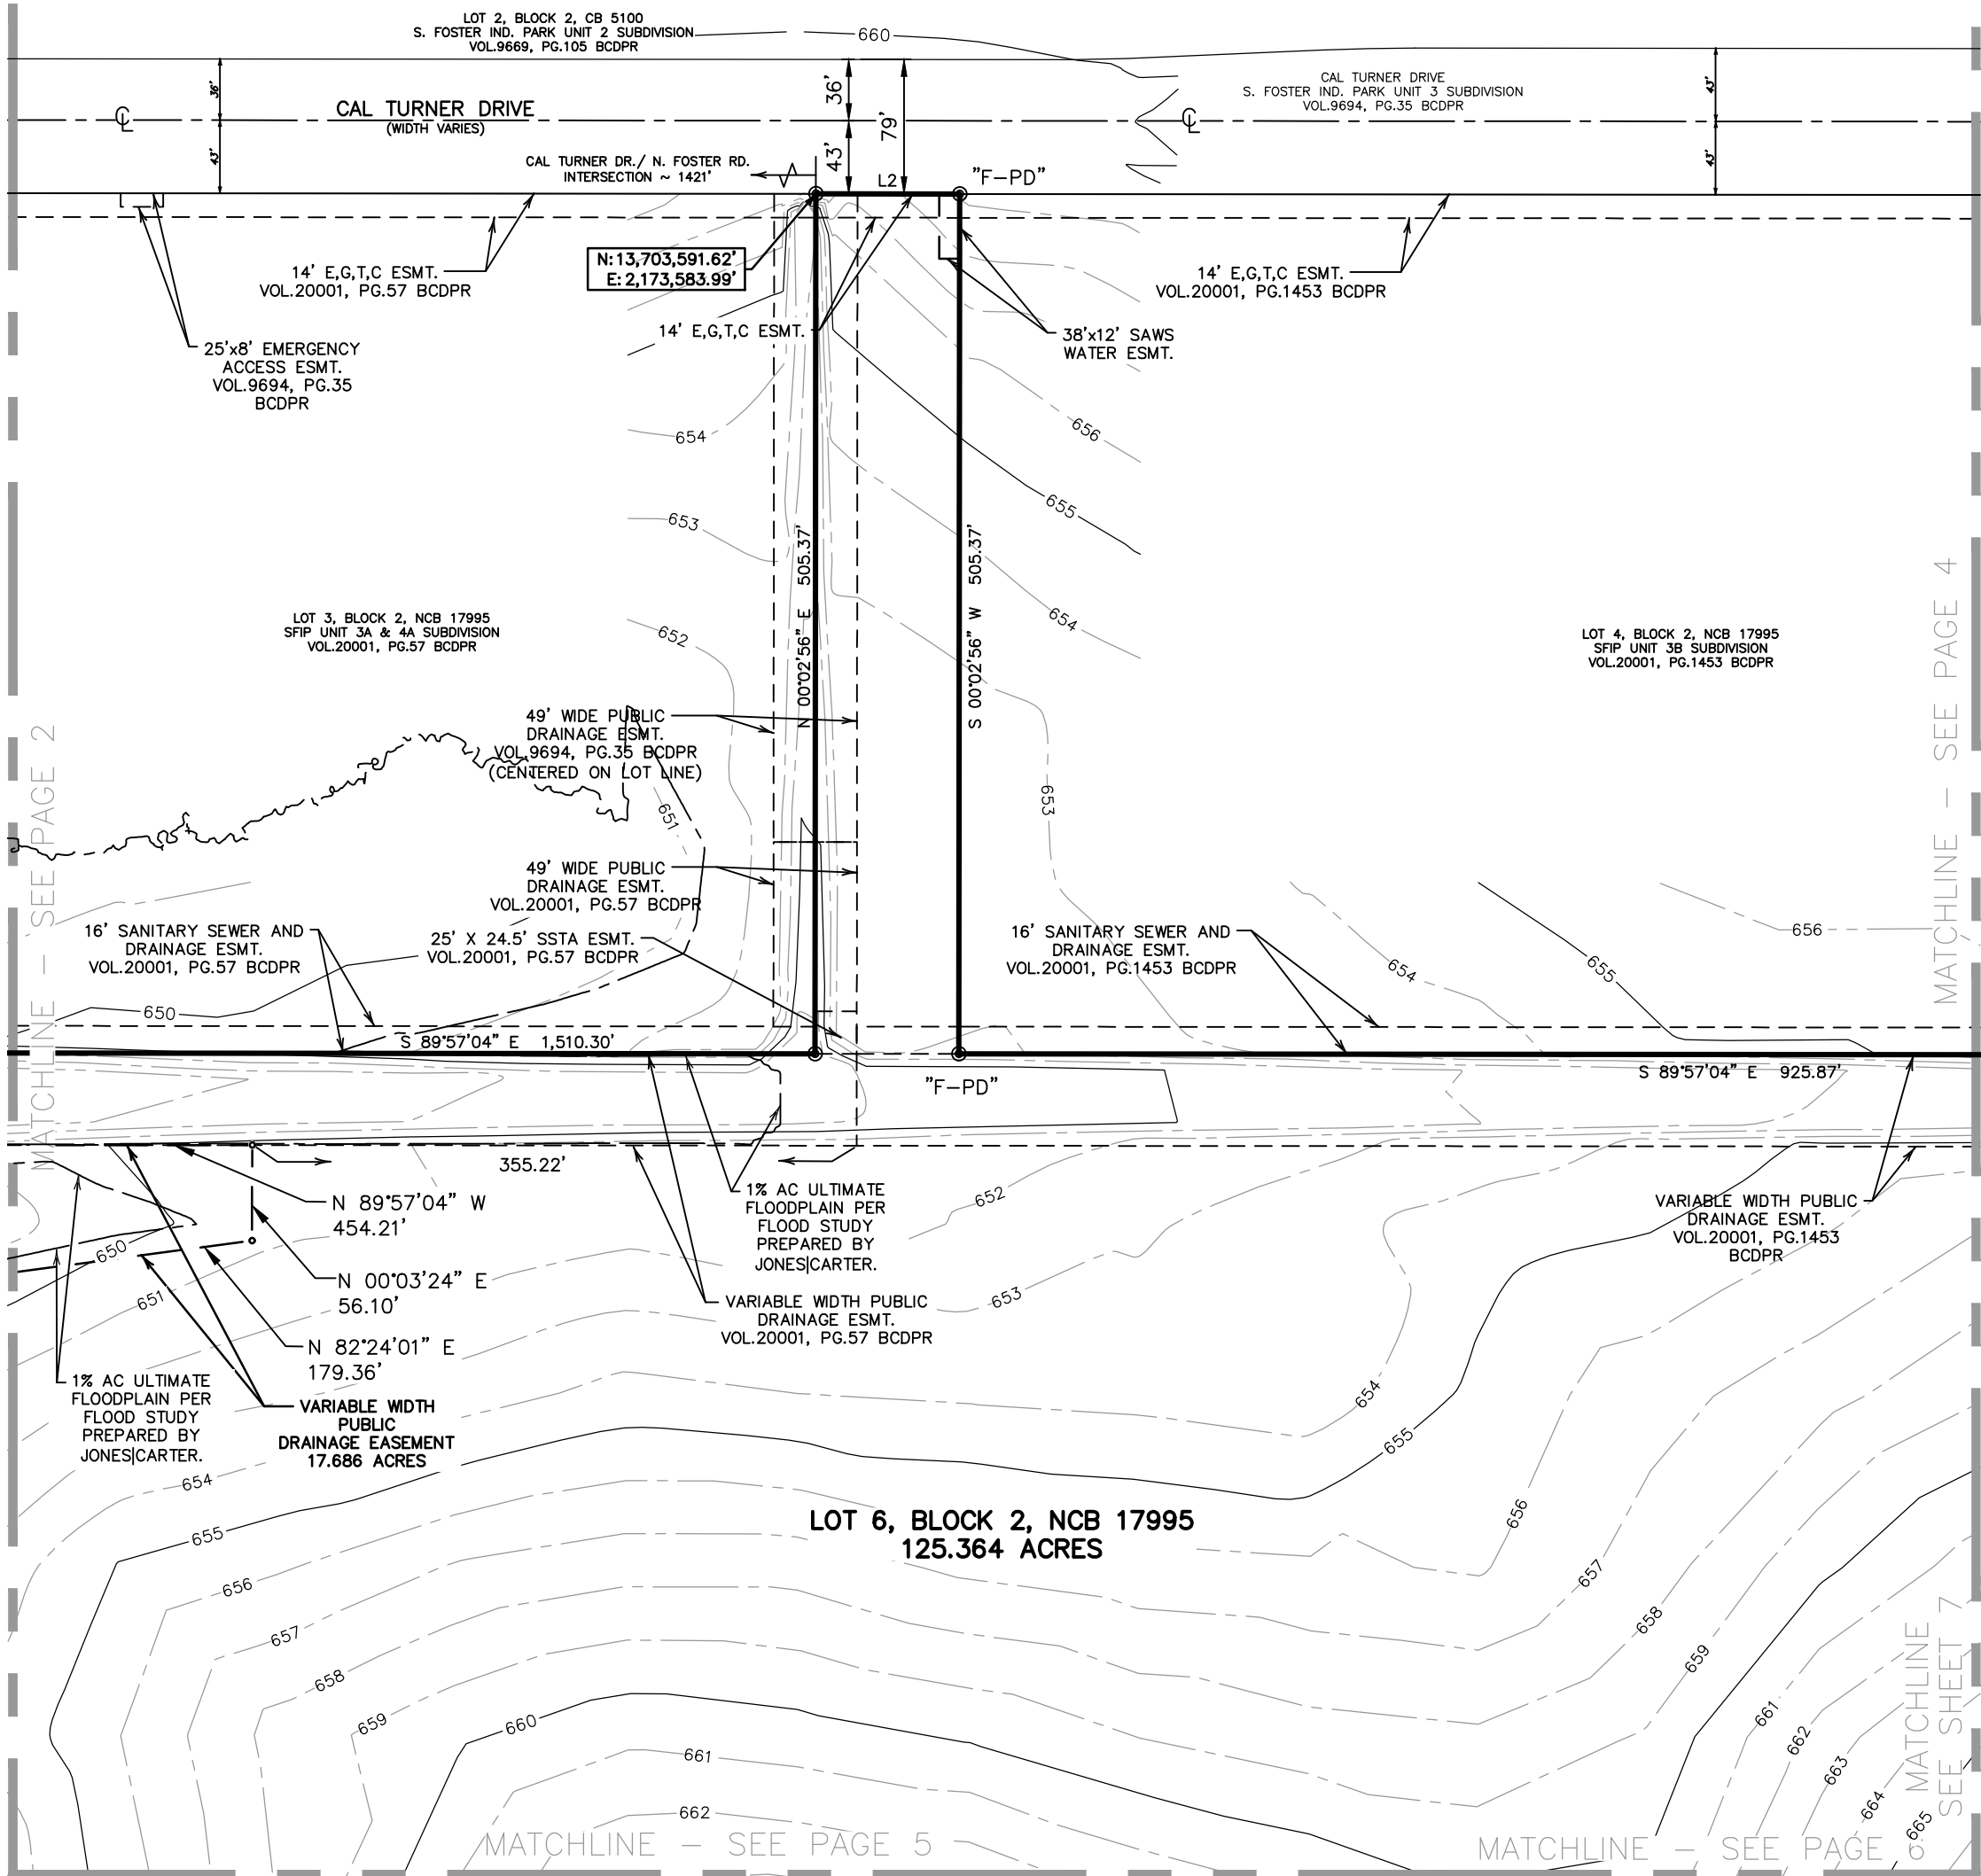 LOT 2, BLOCK 2, CB 5100
S. FOSTER IND. PARK UNIT 2 SUBDIVISION
VOL.9669, PG.105 BCDPR
660
CAL TURNER DRIVE
S. FOSTER IND. PARK UNIT 3 SUBDIVISION
VOL.9694, PG.35 BCDPR
36'
36'
43'
CAL TURNER DRIVE
(WIDTH VARIES)
79'
43'
43'
43'
CAL TURNER DR./ N. FOSTER RD.
INTERSECTION ~ 1421'
L2
"F-PD"
N: 13,703,591.62'
E: 2,173,583.99'
14' E,G,T,C ESMT.
VOL.20001, PG.57 BCDPR
14' E,G,T,C ESMT.
VOL.20001, PG.1453 BCDPR
14' E,G,T,C ESMT.
38'x12' SAWS
WATER ESMT.
25'x8' EMERGENCY
ACCESS ESMT.
VOL.9694, PG.35
BCDPR
654
656
653
655
N 00°02'56" E 505.37'
S 00°02'56" W 505.37'
LOT 3, BLOCK 2, NCB 17995
SFIP UNIT 3A & 4A SUBDIVISION
VOL.20001, PG.57 BCDPR
652
654
LOT 4, BLOCK 2, NCB 17995
SFIP UNIT 3B SUBDIVISION
VOL.20001, PG.1453 BCDPR
MATCHLINE - SEE PAGE 4
MATCHLINE - SEE PAGE 2
49' WIDE PUBLIC
DRAINAGE ESMT.
VOL.9694, PG.35 BCDPR
(CENTERED ON LOT LINE)
651
653
49' WIDE PUBLIC
DRAINAGE ESMT.
VOL.20001, PG.57 BCDPR
16' SANITARY SEWER AND
DRAINAGE ESMT.
VOL.20001, PG.57 BCDPR
25' X 24.5' SSTA ESMT.
VOL.20001, PG.57 BCDPR
16' SANITARY SEWER AND
DRAINAGE ESMT.
VOL.20001, PG.1453 BCDPR
654
655
656
650
S 89°57'04" E 1,510.30'
"F-PD"
S 89°57'04" E 925.87'
355.22'
N 89°57'04" W
454.21'
1% AC ULTIMATE
FLOODPLAIN PER
FLOOD STUDY
PREPARED BY
JONES|CARTER.
652
VARIABLE WIDTH PUBLIC
DRAINAGE ESMT.
VOL.20001, PG.1453
BCDPR
650
651
N 00°03'24" E
56.10'
653
VARIABLE WIDTH PUBLIC
DRAINAGE ESMT.
VOL.20001, PG.57 BCDPR
N 82°24'01" E
179.36'
1% AC ULTIMATE
FLOODPLAIN PER
FLOOD STUDY
PREPARED BY
JONES|CARTER.
VARIABLE WIDTH
PUBLIC
DRAINAGE EASEMENT
17.686 ACRES
654
655
654
655
656
LOT 6, BLOCK 2, NCB 17995
125.364 ACRES
656
657
657
658
658
659
659
660
661
661
662
662
663
664
665
MATCHLINE
SEE SHEET 7
MATCHLINE - SEE PAGE 5
MATCHLINE - SEE PAGE 6